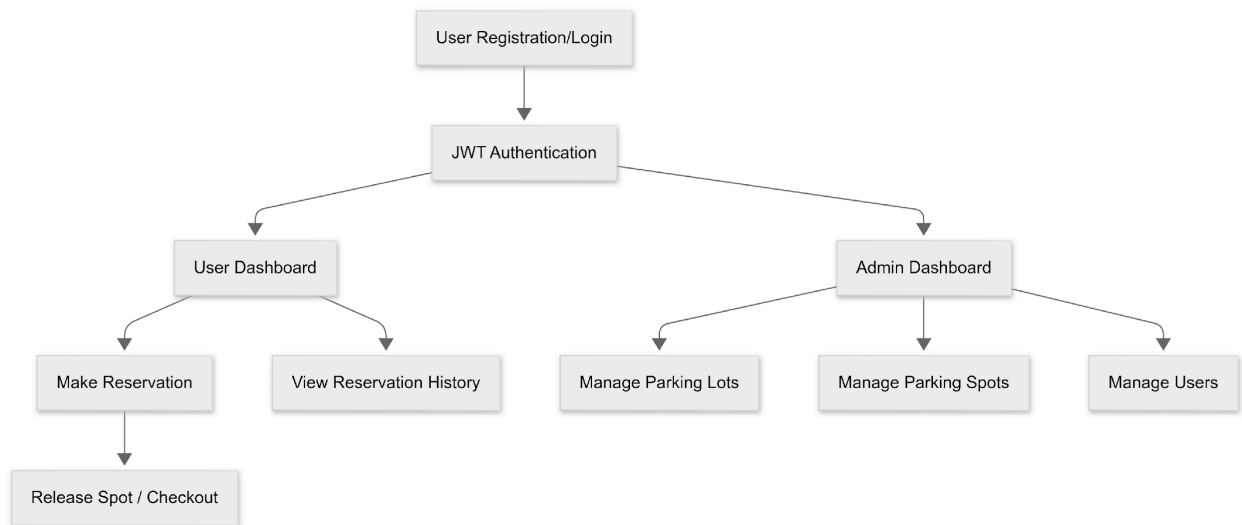 User Registration/Login
JWT Authentication
User Dashboard
Admin Dashboard
Make Reservation
View Reservation History
Manage Parking Lots
Manage Parking Spots
Manage Users
Release Spot / Checkout